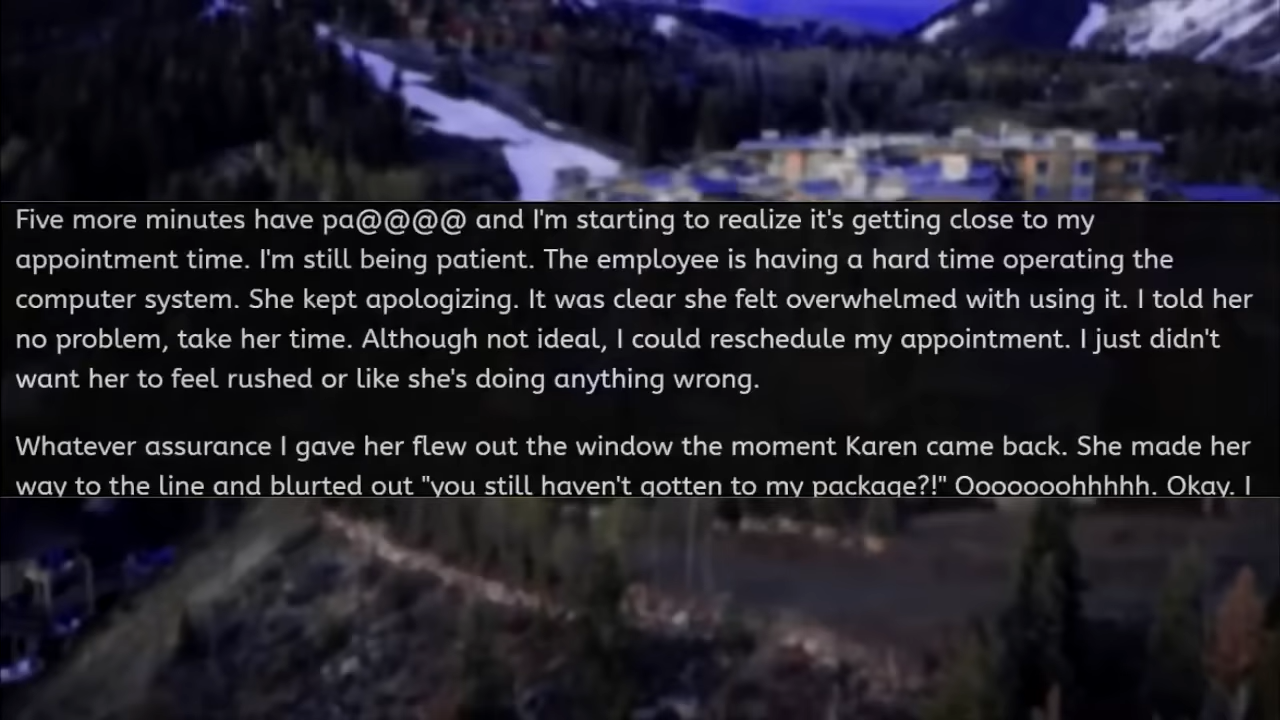 Five more minutes have pa@@@@ and I'm starting to realize it's getting close to my
appointment time. I'm still being patient. The employee is having a hard time operating the
computer system. She kept apologizing. It was clear she felt overwhelmed with using it. I told her
no problem, take her time. Although not ideal, I could reschedule my appointment. I just didn't
want her to feel rushed or like she's doing anything wrong.
Whatever assurance I gave her flew out the window the moment Karen came back. She made her
way to the line and blurted out "you still haven't gotten to my package?!" Ooooooohhhhh. Okay. I